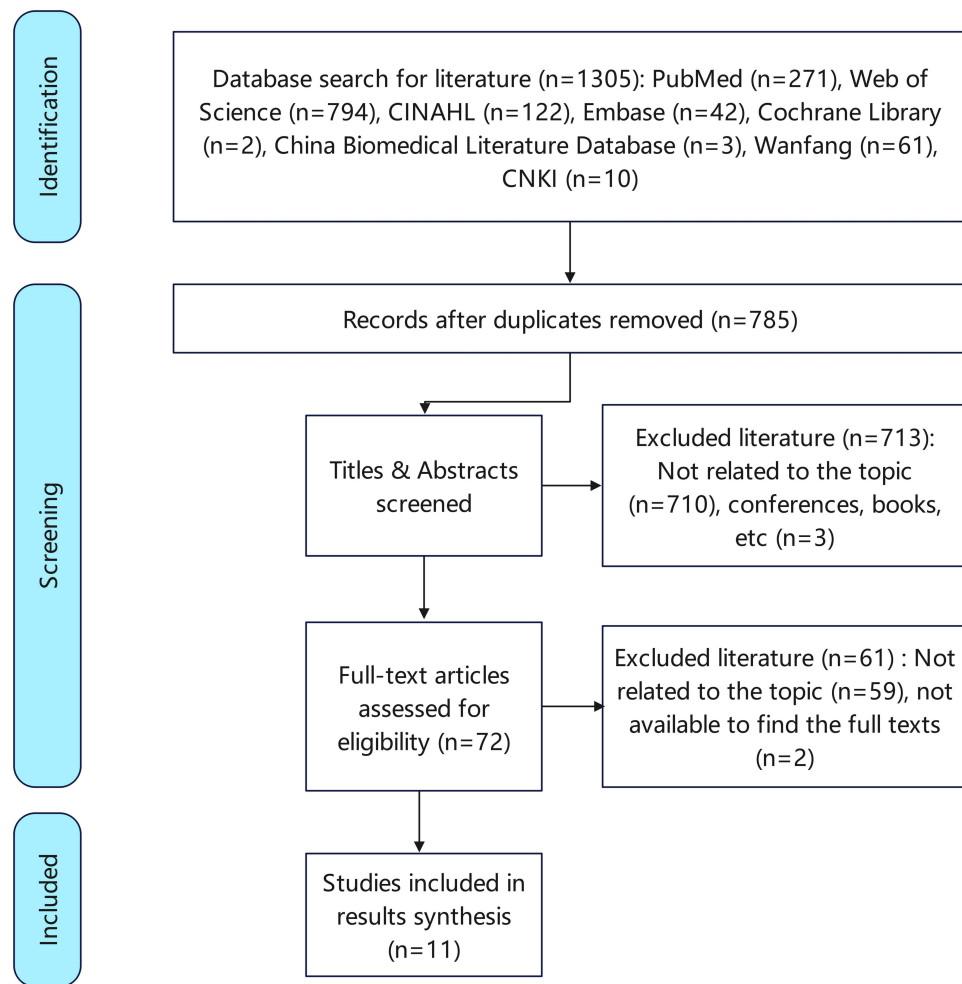 Identification
Database search for literature (n=1305): PubMed (n=271), Web of
Science (n=794), CINAHL (n=122), Embase (n=42), Cochrane Library
(n=2), China Biomedical Literature Database (n=3), Wanfang (n=61),
CNKI (n=10)
Screening
Records after duplicates removed (n=785)
Titles & Abstracts
screened
Excluded literature (n=713):
Not related to the topic
(n=710), conferences, books,
etc (n=3)
Full-text articles
assessed for
eligibility (n=72)
Excluded literature (n=61) : Not
related to the topic (n=59), not
available to find the full texts
(n=2)
Included
Studies included in
results synthesis
(n=11)